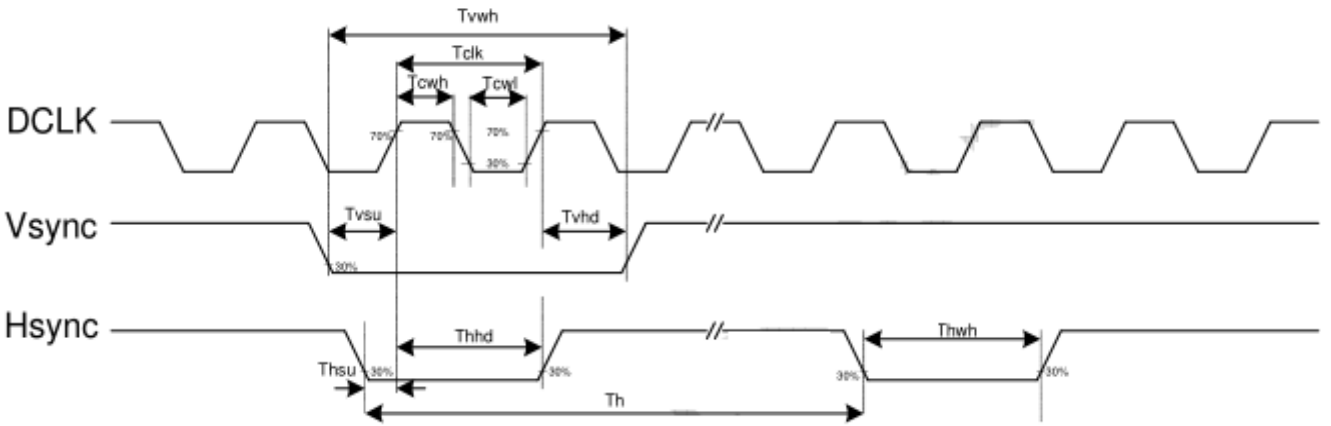 Tvwh
Tclk
Tcwh Tcwl
DCLK 70% 70% 70%
30%
Vsync Tvsu Tvhd
30%
Hsync Thhd Thwh
Thsu 30% 30% 30% 30%
Th